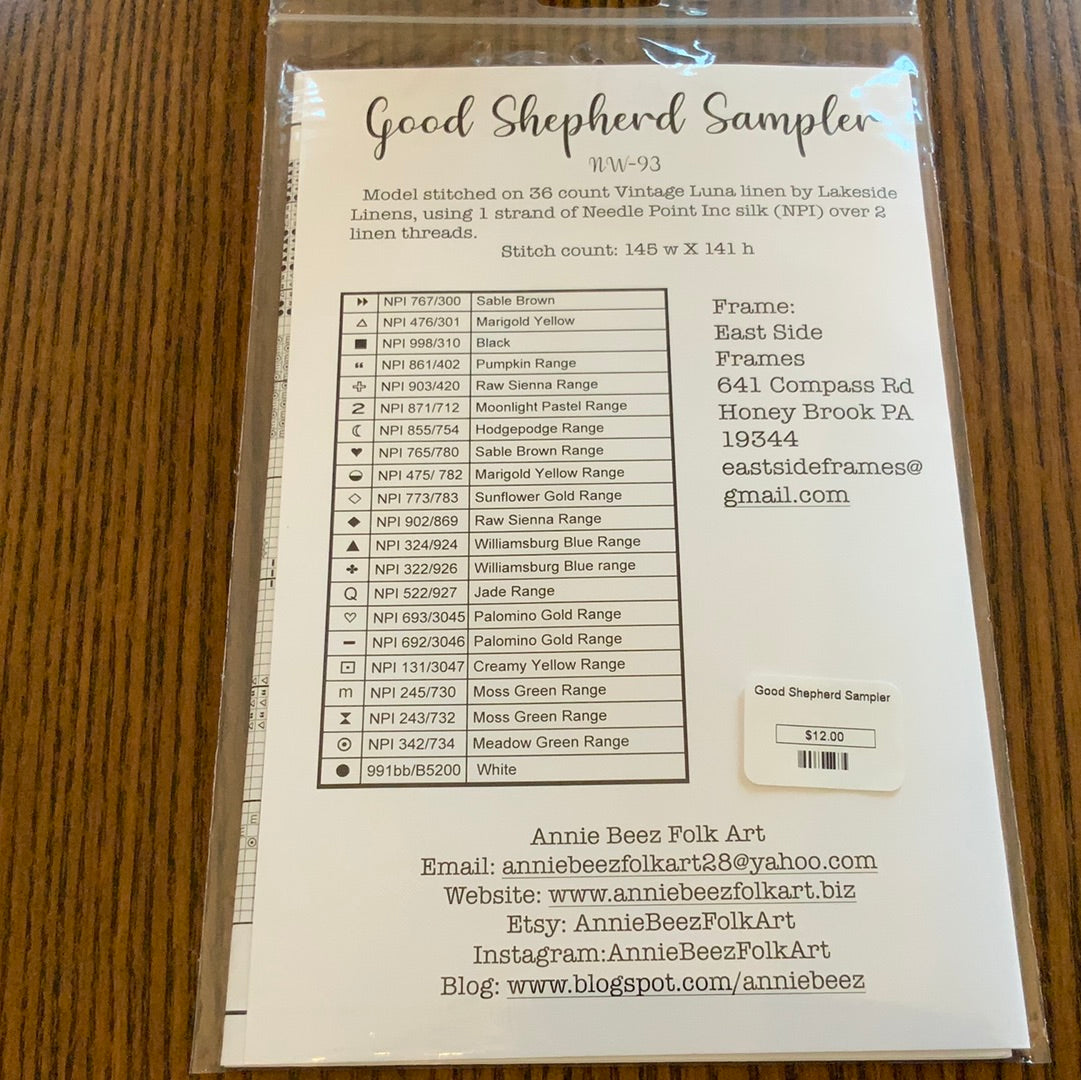 Good Shepherd Sampler
NW-93
Model stitched on 36 count Vintage Luna linen by Lakeside
Linens, using 1 strand of Needle Point Inc silk (NPI) over 2
linen threads.
Stitch count: 145 w X 141 h
NPI 767/300 Sable Brown
NPI 476/301 Marigold Yellow
NPI 998/310 Black
NPI 861/402 Pumpkin Range
NPI 903/420 Raw Sienna Range
NPI 871/712 Moonlight Pastel Range
NPI 855/754 Hodgepodge Range
NPI 765/780 Sable Brown Range
NPI 475/ 782 Marigold Yellow Range
NPI 773/783 Sunflower Gold Range
NPI 902/869 Raw Sienna Range
NPI 324/924 Williamsburg Blue Range
NPI 322/926 Williamsburg Blue range
Q NPI 522/927 Jade Range
NPI 693/3045 Palomino Gold Range
NPI 692/3046 Palomino Gold Range
NPI 131/3047 Creamy Yellow Range
m NPI 245/730 Moss Green Range
NPI 243/732 Moss Green Range
NPI 342/734 Meadow Green Range
991bb/B5200 White
Frame:
East Side
Frames
641 Compass Rd
Honey Brook PA
19344
eastsideframes@
gmail.com
Good Shepherd Sampler
$12.00
Annie Beez Folk Art
Email: anniebeezfolkart28@yahoo.com
Website: www.anniebeezfolkart.biz
Etsy: AnnieBeezFolkArt
Instagram:AnnieBeezFolkArt
Blog: www.blogspot.com/anniebeez